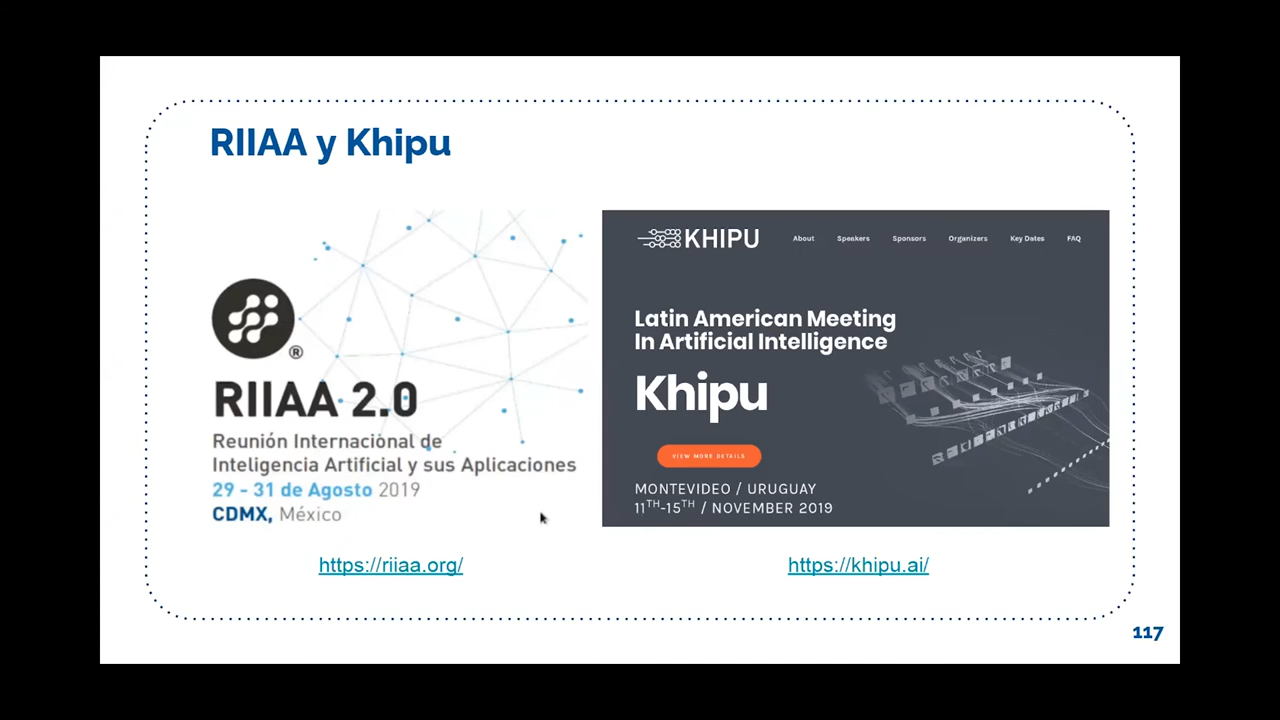 RIIAA y Khipu
®
RIIAA 2.0
Reunión Internacional de
Inteligencia Artificial y sus Aplicaciones
29 - 31 de Agosto 2019
CDMX, México
https://riiaa.org/
KHIPU
About Speakers Sponsors Organizers Key Dates FAQ
Latin American Meeting
In Artificial Intelligence
Khipu
VIEW MORE DETAILS
MONTEVIDEO / URUGUAY
11TH-15TH / NOVEMBER 2019
https://khipu.ai/
117